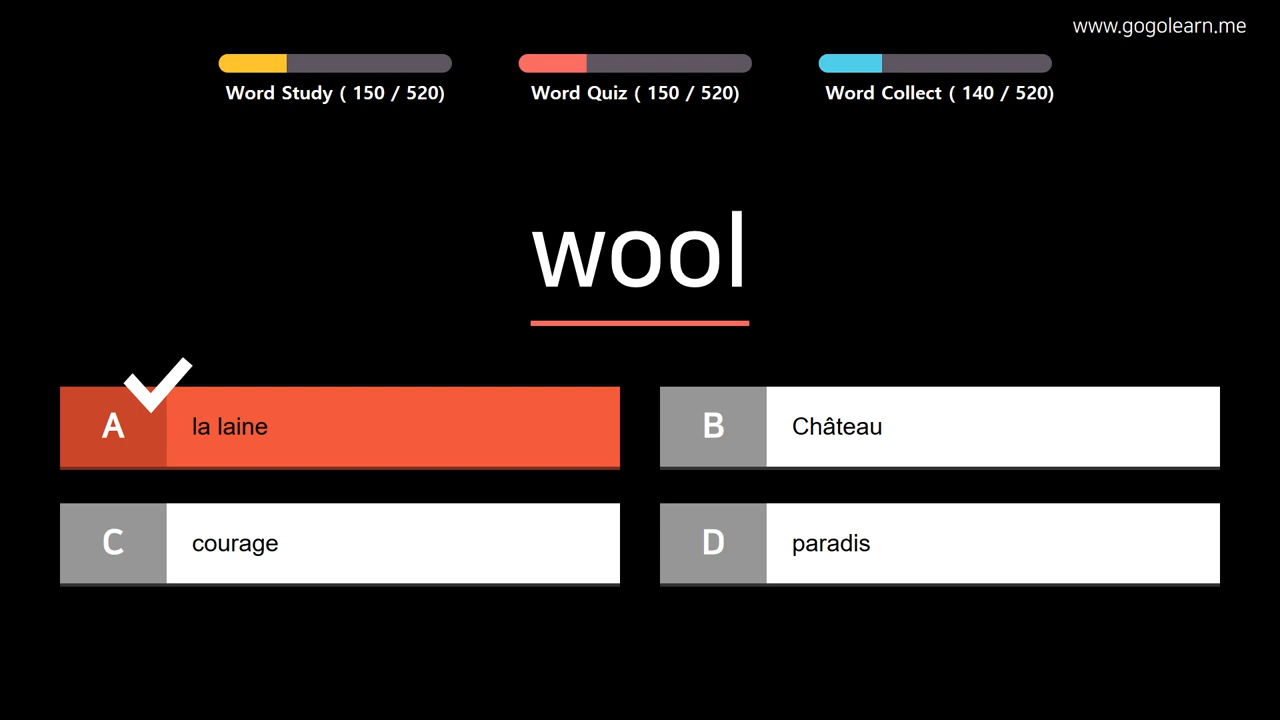 www.gogolearn.me
Word Study ( 150 / 520)
Word Quiz ( 150 / 520)
Word Collect ( 140 / 520)
wool
A la laine
B Château
C courage
D paradis